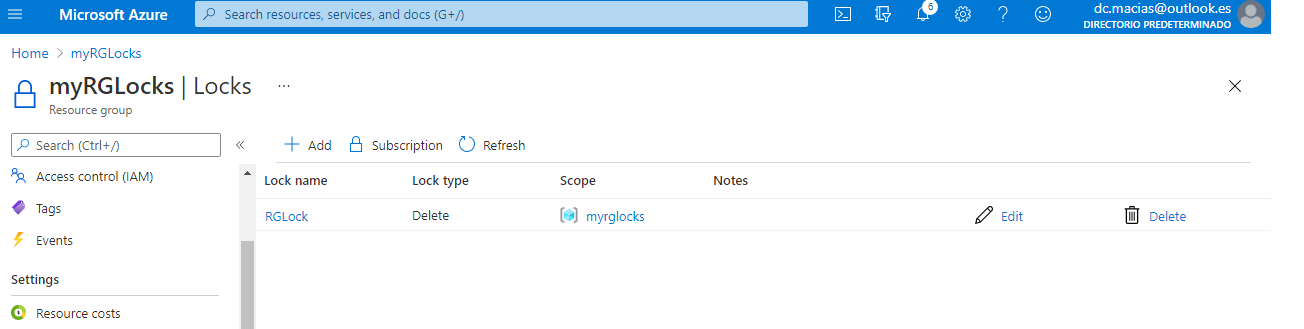 Microsoft Azure
Search resources, services, and docs (G+/)
6
dc.macias@outlook.es
DIRECTORIO PREDETERMINADO
Home > myRGLocks
myRGLocks | Locks ...
Resource group
Search (Ctrl+/) «
+ Add Subscription Refresh
Access control (IAM)
Tags
Events
Settings
Resource costs
Lock name Lock type Scope Notes
RGLock Delete myrglocks Edit Delete